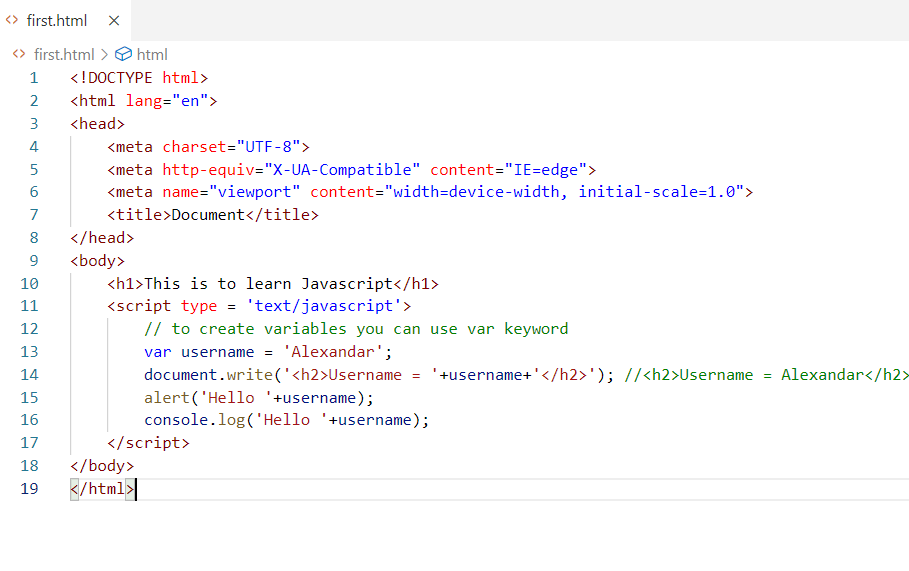 first.html
first.html > html
1 <!DOCTYPE html>
2 <html lang="en">
3 <head>
4 <meta charset="UTF-8">
5 <meta http-equiv="X-UA-Compatible" content="IE=edge">
6 <meta name="viewport" content="width=device-width, initial-scale=1.0">
7 <title>Document</title>
8 </head>
9 <body>
10 <h1>This is to learn Javascript</h1>
11 <script type = 'text/javascript'>
12 // to create variables you can use var keyword
13 var username = 'Alexandar';
14 document.write('<h2>Username = '+username+'</h2>'); //<h2>Username = Alexandar</h2>
15 alert('Hello '+username);
16 console.log('Hello '+username);
17 </script>
18 </body>
19 </html>